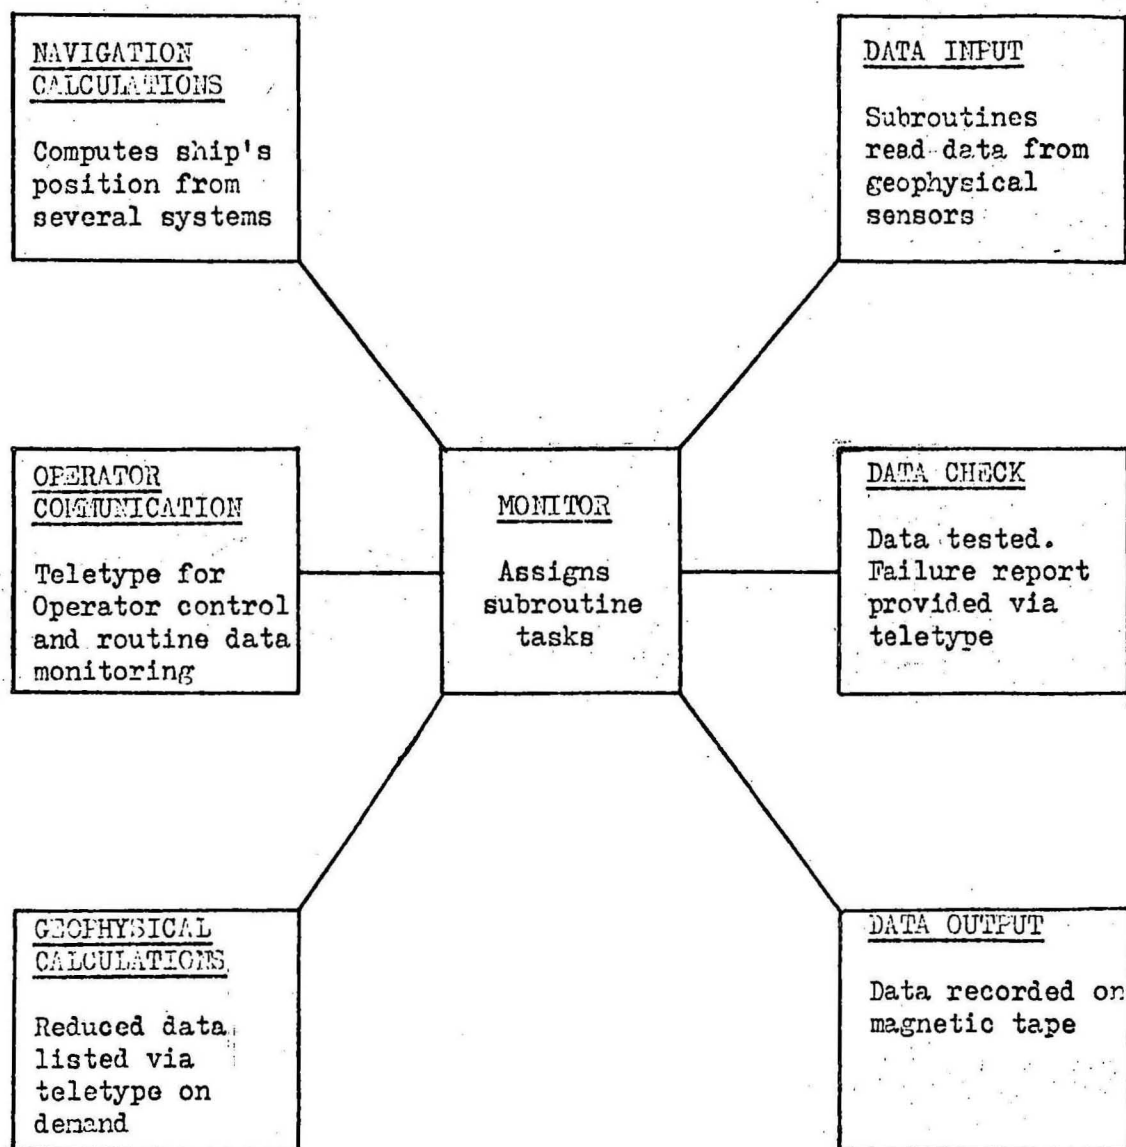 NAVIGATION
CALCULATIONS
Computes ship's
position from
several systems
DATA INPUT
Subroutines
read data from
geophysical
sensors
OPERATOR
COMMUNICATION
Teletype for
Operator control
and routine data
monitoring
MONITOR
Assigns
subroutine
tasks
DATA CHECK
Data tested.
Failure report
provided via
teletype
GEOPHYSICAL
CALCULATIONS
Reduced data
listed via
teletype on
demand
DATA OUTPUT
Data recorded on
magnetic tape